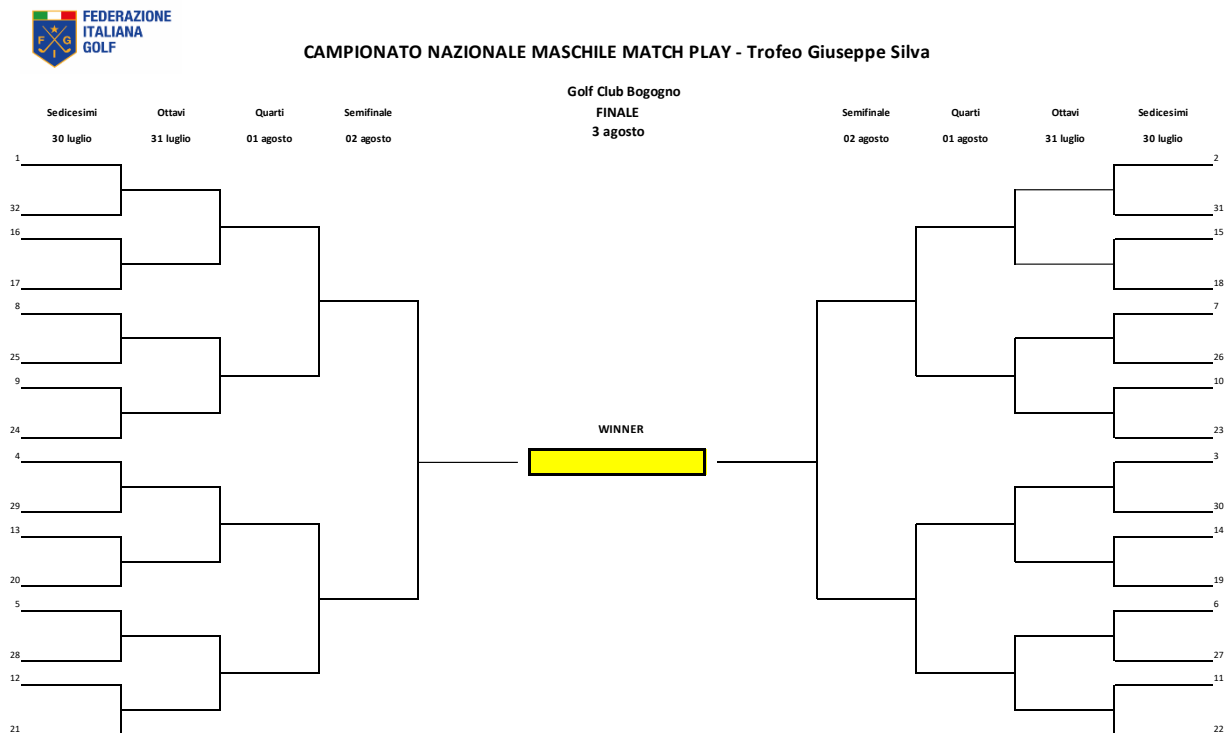 FEDERAZIONE
ITALIANA
GOLF
F G
I
CAMPIONATO NAZIONALE MASCHILE MATCH PLAY - Trofeo Giuseppe Silva
Golf Club Bogogno
Sedicesimi Ottavi Quarti Semifinale FINALE Semifinale Quarti Ottavi Sedicesimi
3 agosto
30 luglio 31 luglio 01 agosto 02 agosto 02 agosto 01 agosto 31 luglio 30 luglio
1 2
32 31
16 15
17 18
8 7
25 26
9 10
24 23
WINNER
4 3
29 30
13 14
20 19
5 6
28 27
12 11
21 22